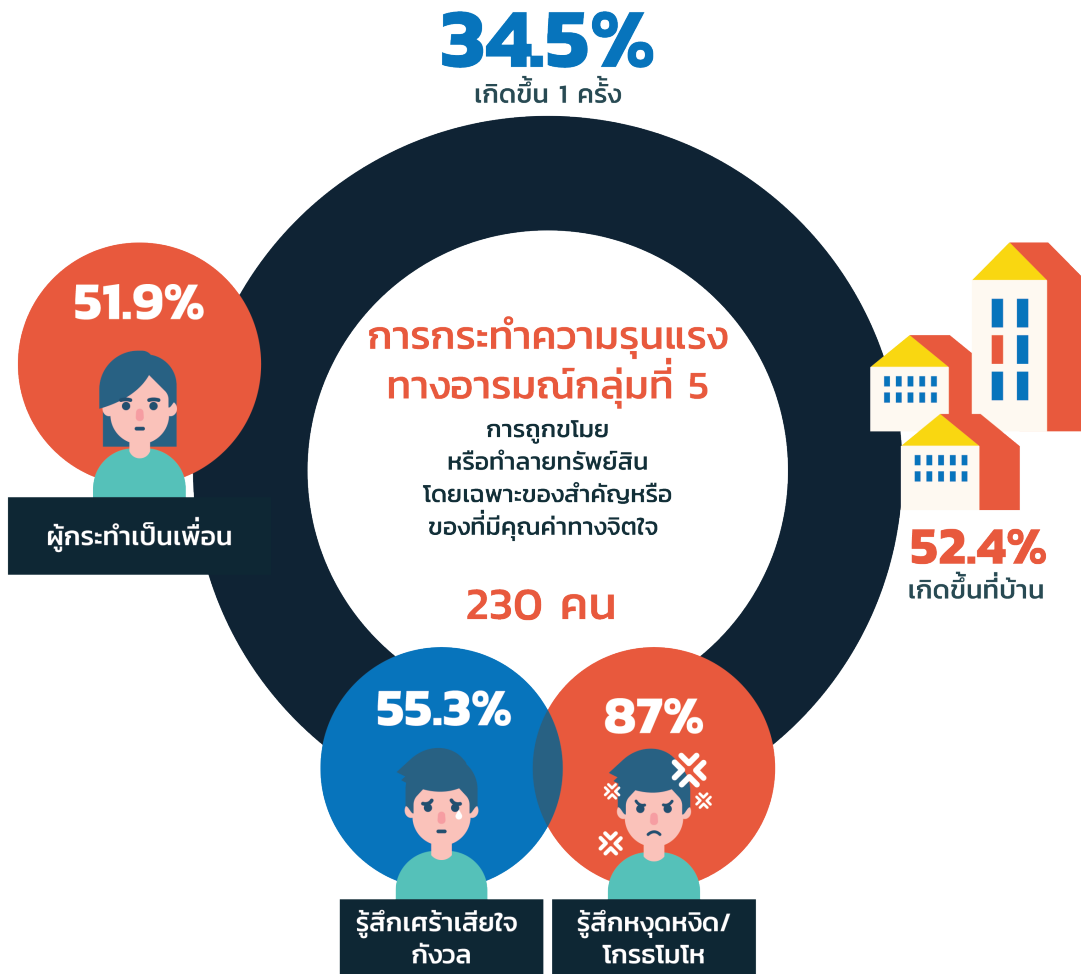 34.5%
เกิดขึ้น 1 ครั้ง
51.9%
ผู้กระทำเป็นเพื่อน
การกระทำความรุนแรง
ทางอารมณ์กลุ่มที่ 5
การถูกขโมย
หรือทำลายทรัพย์สิน
โดยเฉพาะของสำคัญหรือ
ของที่มีคุณค่าทางจิตใจ
230 คน
52.4%
เกิดขึ้นที่บ้าน
55.3%
รู้สึกเศร้าเสียใจ
กังวล
87%
รู้สึกหงุดหงิด/
โกรธโมโห